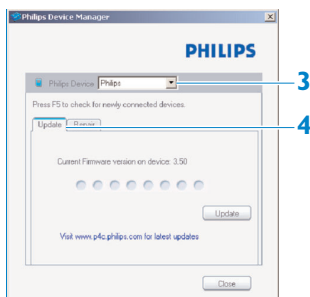 Philips Device Manager
PHILIPS
Philips Device Philips 3
Press F5 to check for newly connected devices.
Update Repair 4
Current Firmware version on device: 3.50
Update
Visit www.p4c.philips.com for latest updates
Close